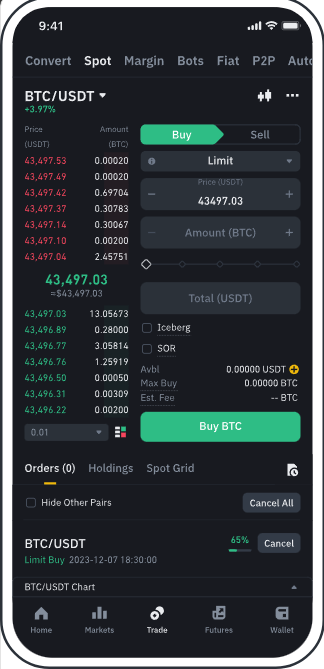 9:41
Convert Spot Margin Bots Fiat P2P Auto
BTC/USDT
+3.97%
Price Amount
(USDT) (BTC)
43,497.53 0.00020
43,497.49 0.00020
43,497.42 0.69704
43,497.37 0.30783
43,497.14 0.30067
43,497.10 0.00200
43,497.04 2.45751
43,497.03
≈$43,497.03
43,497.03 13.05673
43,496.89 0.28000
43,496.77 3.05814
43,496.76 1.25919
43,496.50 0.00050
43,496.31 0.00309
43,496.22 0.00200
0.01
Buy Sell
Limit
Price (USDT)
− 43497.03 +
− Amount (BTC) +
Total (USDT)
Iceberg
SOR
Avbl 0.00000 USDT
Max Buy 0.00000 BTC
Est. Fee -- BTC
Buy BTC
Orders (0) Holdings Spot Grid
Hide Other Pairs Cancel All
BTC/USDT 65% Cancel
Limit Buy 2023-12-07 18:30:00
BTC/USDT Chart
Home Markets Trade Futures Wallet